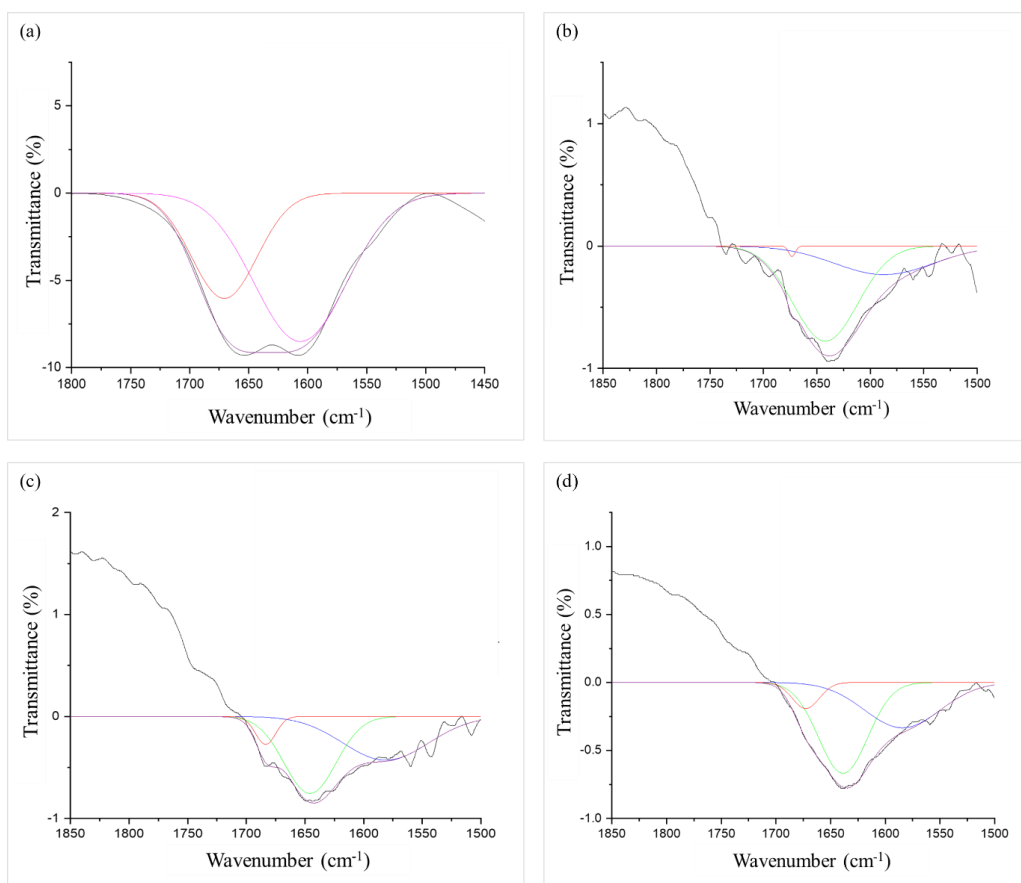 (a)
Transmittance (%)
5
0
-5
-10
1800 1750 1700 1650 1600 1550 1500 1450
Wavenumber (cm-1)
(b)
Transmittance (%)
1
0
-1
1850 1800 1750 1700 1650 1600 1550 1500
Wavenumber (cm-1)
(c)
Transmittance (%)
2
1
0
-1
1850 1800 1750 1700 1650 1600 1550 1500
Wavenumber (cm-1)
(d)
Transmittance (%)
1.0
0.5
0.0
-0.5
-1.0
1850 1800 1750 1700 1650 1600 1550 1500
Wavenumber (cm-1)